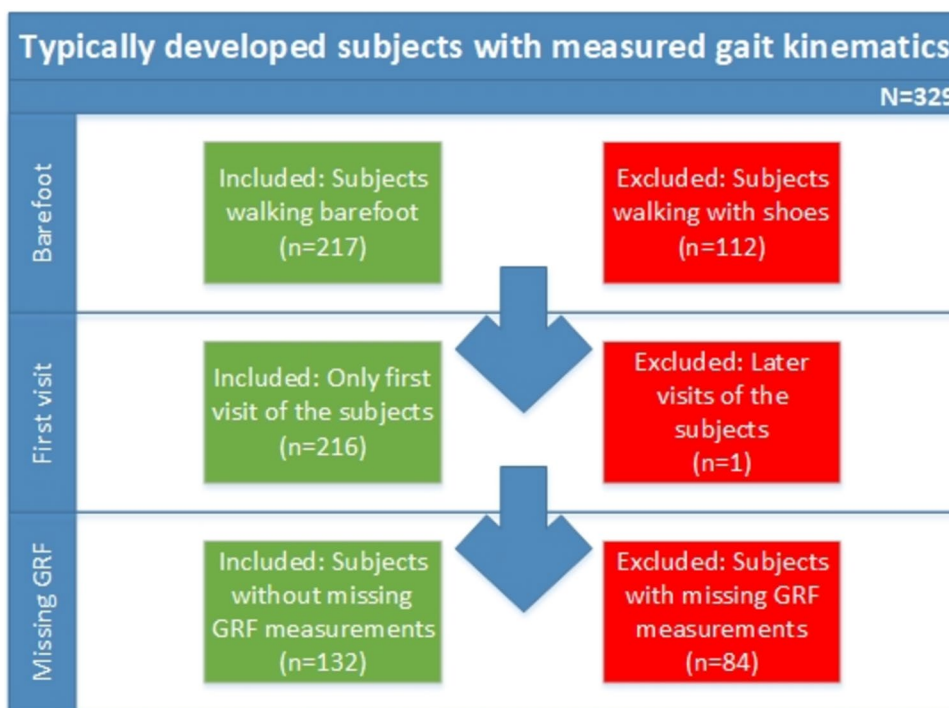 Typically developed subjects with measured gait kinematics
N=329
Barefoot
Included: Subjects
walking barefoot
(n=217)
Excluded: Subjects
walking with shoes
(n=112)
First visit
Included: Only first
visit of the subjects
(n=216)
Excluded: Later
visits of the
subjects
(n=1)
Missing GRF
Included: Subjects
without missing
GRF measurements
(n=132)
Excluded: Subjects
with missing GRF
measurements
(n=84)